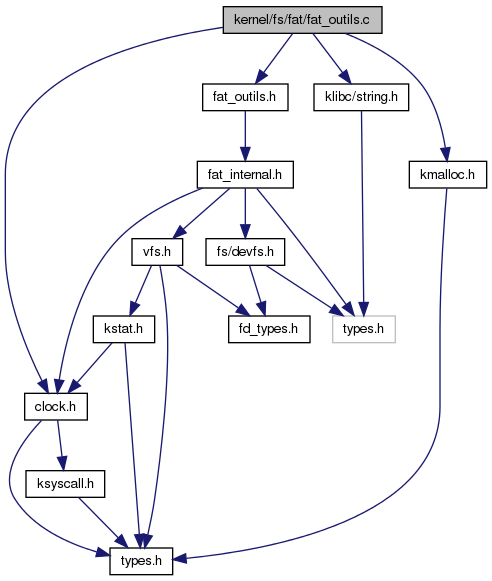 kernel/fs/fat/fat_outils.c
fat_outils.h
klibc/string.h
fat_internal.h
kmalloc.h
vfs.h
fs/devfs.h
kstat.h
fd_types.h
types.h
clock.h
ksyscall.h
types.h